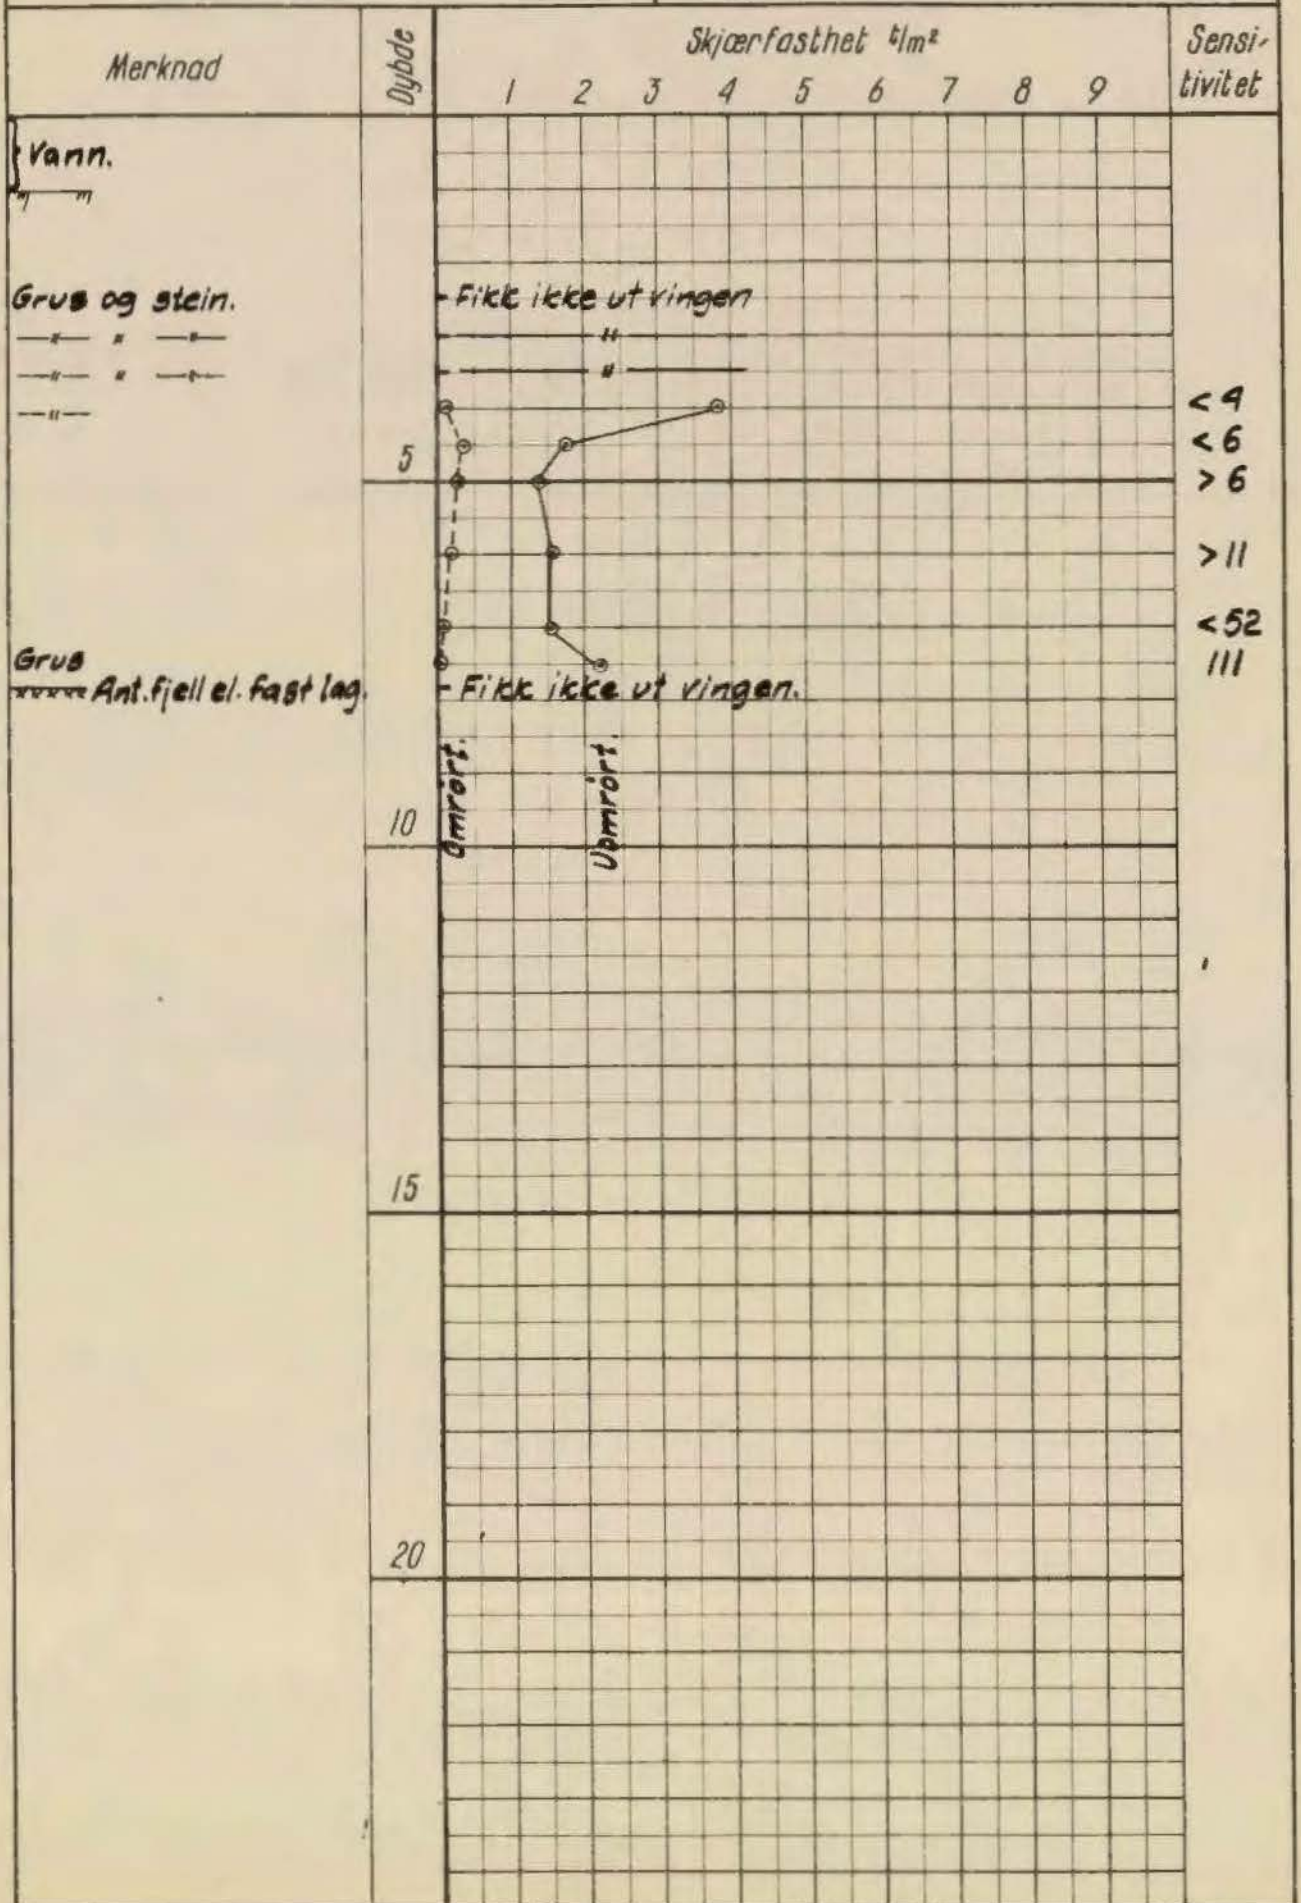 Merknad
Dybde
Skjærfasthet t/m²
1 2 3 4 5 6 7 8 9
Sensi-
tivitet
Vann.
Grus og stein.
Fikk ikke ut vingen
—〃— 〃 —〃—
—〃—
—〃— 〃 —〃—
—〃—
—〃—
< 4
< 6
5
> 6
> 11
< 52
Grus
111
Ant. fjell el. fast lag.
Fikk ikke ut vingen.
Omrørt.
Uomrørt.
10
15
20